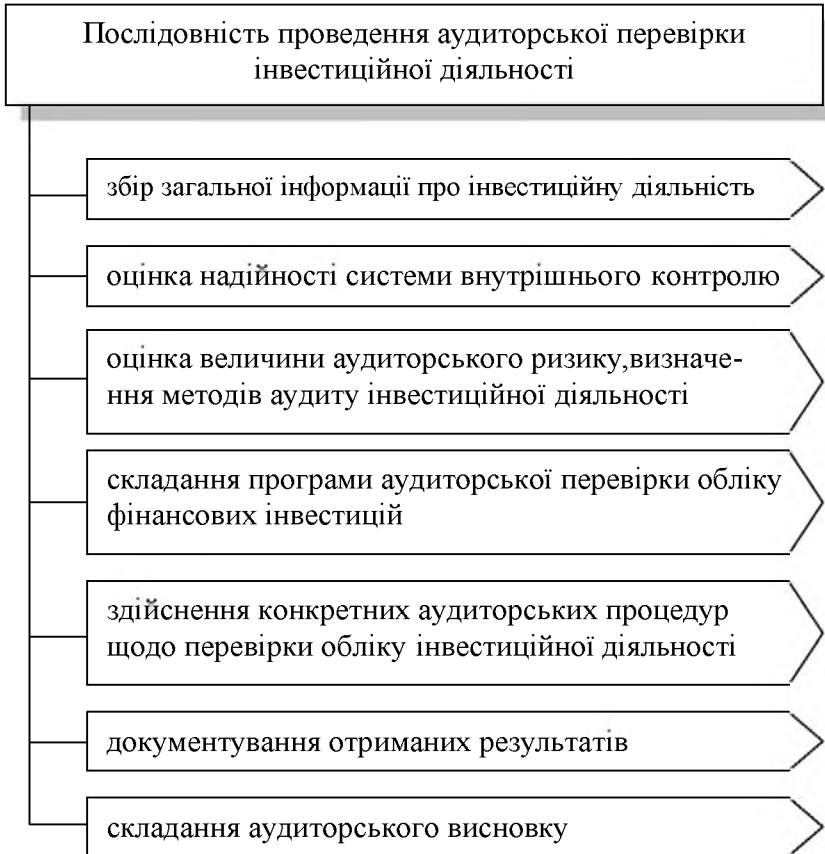 Послідовність проведення аудиторської перевірки
інвестиційної діяльності
збір загальної інформації про інвестиційну діяльність
оцінка надійності системи внутрішнього контролю
оцінка величини аудиторського ризику,визначе-
ння методів аудиту інвестиційної діяльності
складання програми аудиторської перевірки обліку
фінансових інвестицій
здійснення конкретних аудиторських процедур
щодо перевірки обліку інвестиційної діяльності
документування отриманих результатів
складання аудиторського висновку